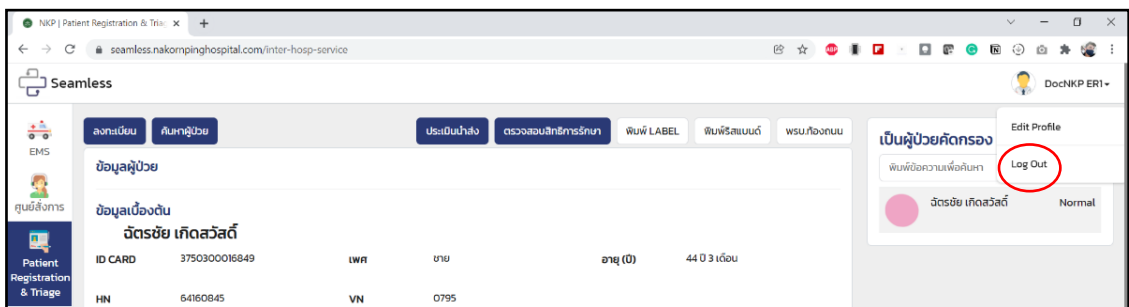 NKP | Patient Registration & Triag
seamless.nakornpinghospital.com/inter-hosp-service
Seamless
DocNKP ER1
Edit Profile
Log Out
EMS
ศูนย์สั่งการ
Patient
Registration
& Triage
ลงทะเบียน ค้นหาผู้ป่วย ประเมินนำส่ง ตรวจสอบสิทธิการรักษา พิมพ์ LABEL พิมพ์ริสแบนด์ พรบ.ท้องถนน
ข้อมูลผู้ป่วย
ข้อมูลเบื้องต้น
ฉัตรชัย เกิดสวัสดิ์
ID CARD 3750300016849 เพศ ชาย อายุ (ปี) 44 ปี 3 เดือน
HN 64160845 VN 0795
เป็นผู้ป่วยคัดกรอง
พิมพ์ข้อความเพื่อค้นหา
ฉัตรชัย เกิดสวัสดิ์ Normal